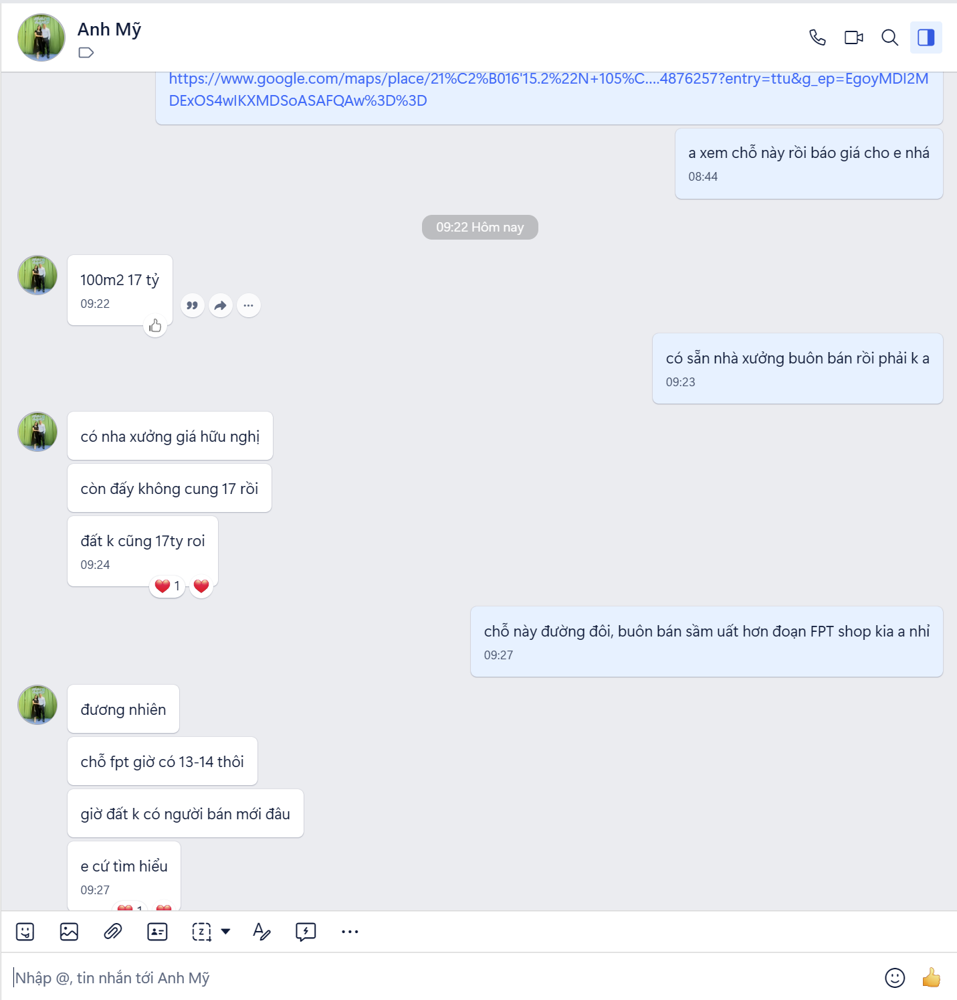 Anh Mỹ
https://www.google.com/maps/place/21%C2%B016'15.2%22N+105%C....4876257?entry=ttu&g_ep=EgoyMDI2M
DExOS4wIKXMDSoASAFQAw%3D%3D
a xem chỗ này rồi báo giá cho e nhá
08:44
09:22 Hôm nay
100m2 17 tỷ
09:22
có sẵn nhà xưởng buôn bán rồi phải k a
09:23
có nha xưởng giá hữu nghị
còn đấy không cung 17 rồi
đất k cũng 17ty roi
09:24
1
chỗ này đường đôi, buôn bán sầm uất hơn đoạn FPT shop kia a nhỉ
09:27
đương nhiên
chỗ fpt giờ có 13-14 thôi
giờ đất k có người bán mới đâu
e cứ tìm hiểu
09:27
1
Nhập @, tin nhắn tới Anh Mỹ